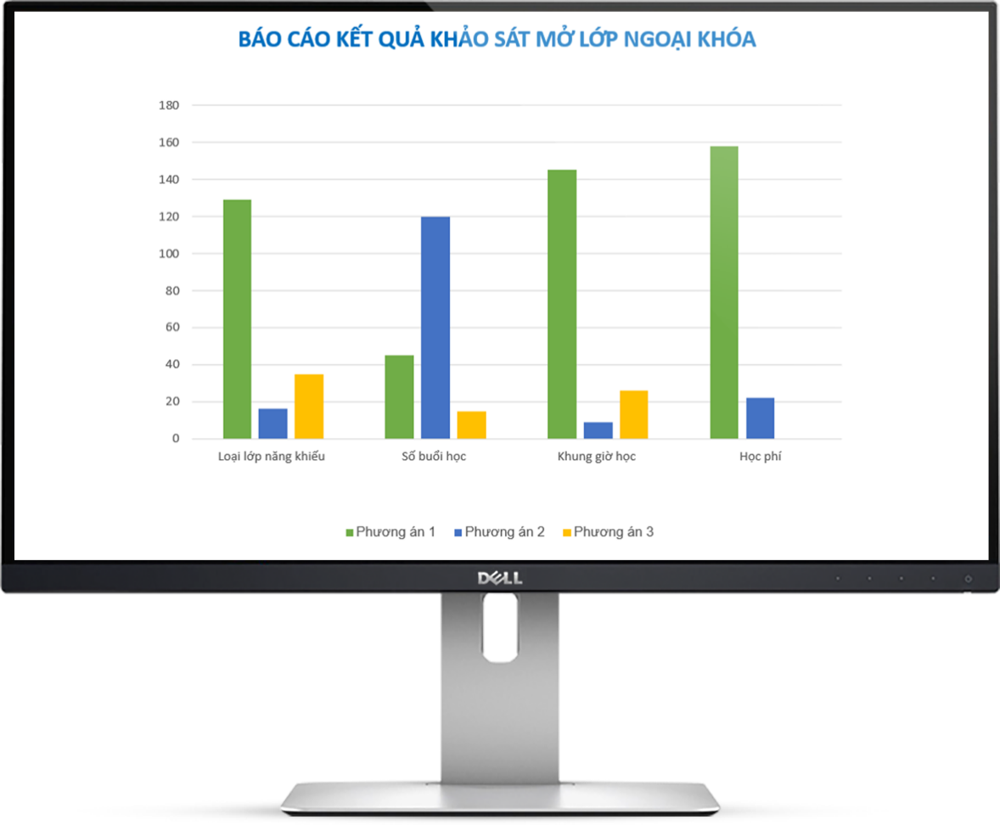 BÁO CÁO KẾT QUẢ KHẢO SÁT MỞ LỚP NGOẠI KHÓA
180
160
140
120
100
80
60
40
20
0
Loại lớp năng khiếu Số buổi học Khung giờ học Học phí
Phương án 1 Phương án 2 Phương án 3
DELL